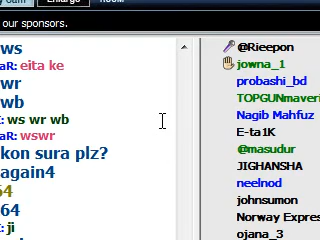 Enlarge
our sponsors.
ws
aR: eita ke
wr
wb
: ws wr wb
aR: wswr
kon sura plz?
again4
64
64
: ji
@Rieepon
jowna_1
probashi_bd
TOPGUNmaveri
Nagib Mahfuz
E-ta1K
@masudur
JIGHANSHA
neelnod
johnsumon
Norway Expres
ojana_3